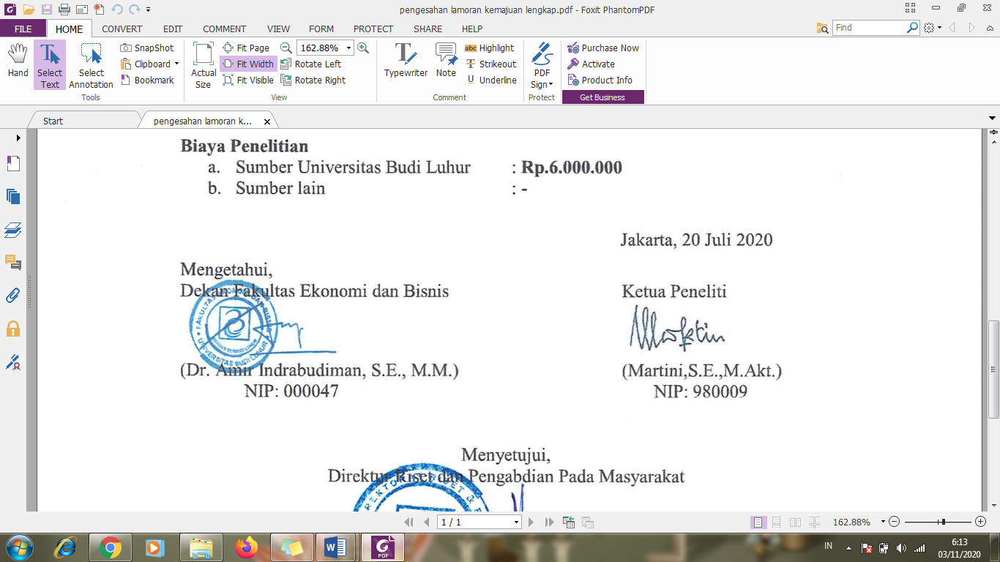 pengesahan lamoran kemajuan lengkap.pdf - Foxit PhantomPDF
FILE HOME CONVERT EDIT COMMENT VIEW FORM PROTECT SHARE HELP
Find
Hand
Select Text
Select Annotation
SnapShot
Clipboard
Bookmark
Tools
Actual Size
Fit Page
Fit Width
Fit Visible
162.88%
Rotate Left
Rotate Right
View
Typewriter
Note
Highlight
Strikeout
Underline
Comment
PDF Sign
Protect
Purchase Now
Activate
Product Info
Get Business
Start
pengesahan lamoran k...
Biaya Penelitian
a. Sumber Universitas Budi Luhur : Rp.6.000.000
b. Sumber lain : -
Jakarta, 20 Juli 2020
Mengetahui,
Dekan Fakultas Ekonomi dan Bisnis
Ketua Peneliti
FAKULTAS EKONOMI DAN BISNIS
UNIVERSITAS BUDI LUHUR
(Dr. Amir Indrabudiman, S.E., M.M.)
NIP: 000047
(Martini,S.E.,M.Akt.)
NIP: 980009
Menyetujui,
Direktur Riset dan Pengabdian Pada Masyarakat
1 / 1
162.88%
IN
6:13
03/11/2020